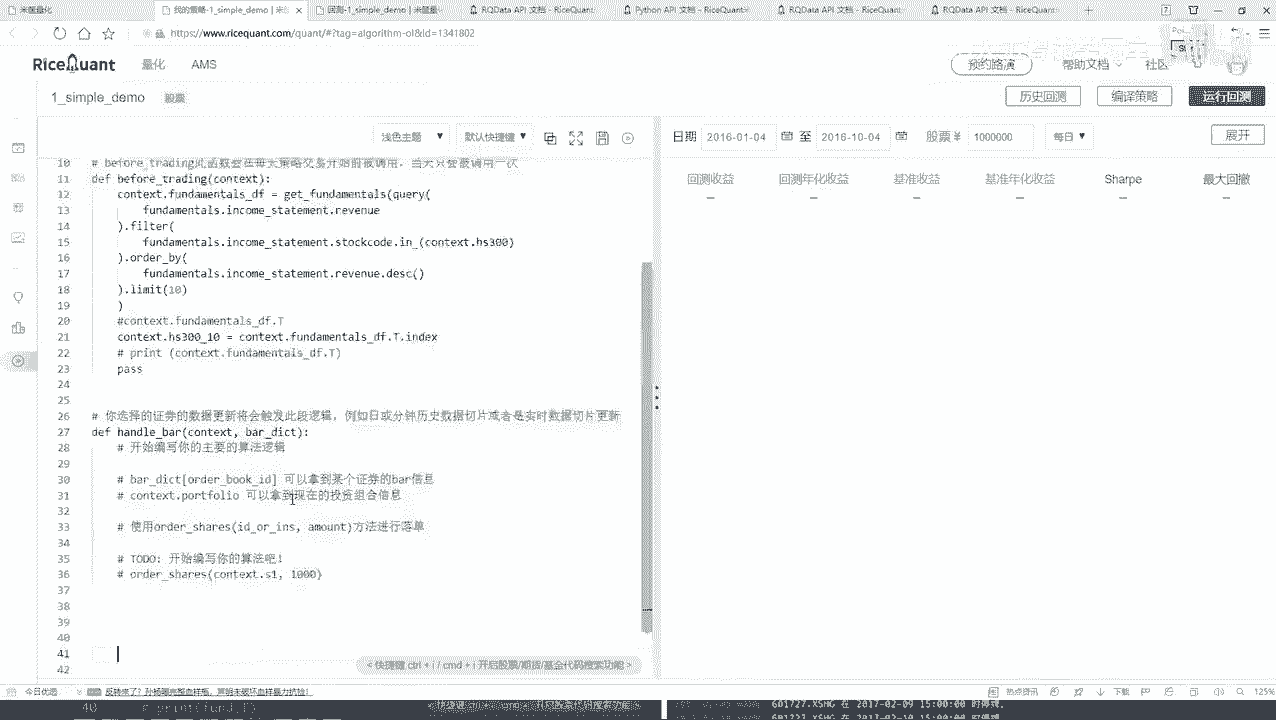 米筐量化
我的策略-1_simple_demo | 米筐
回测-1_simple_demo | 米筐量化
RQData API 文档 - RiceQuant
Python API 文档 - RiceQuant
RQData API 文档 - RiceQuant
RQData API 文档 - RiceQuant
https://www.ricequant.com/quant/#?tag=algorithm-ol&id=1341802
RiceQuant 量化 AMS 预约路演 帮助文档 社区
1_simple_demo 股票 历史回测 编译策略 运行回测
浅色主题 默认快捷键
日期 2016-01-04 至 2016-10-04 股票 ¥ 1000000 每日 展开
回测收益 回测年化收益 基准收益 基准年化收益 Sharpe 最大回撤
10 # before_trading此函数会在每天策略交易开始前被调用，当天只会被调用一次
11 def before_trading(context):
12 context.fundamentals_df = get_fundamentals(query(
13 fundamentals.income_statement.revenue
14 ).filter(
15 fundamentals.income_statement.stockcode.in_(context.hs300)
16 ).order_by(
17 fundamentals.income_statement.revenue.desc()
18 ).limit(10)
19 )
20 #context.fundamentals_df.T
21 context.hs300_10 = context.fundamentals_df.T.index
22 # print (context.fundamentals_df.T)
23 pass
24
25
26 # 你选择的证券的数据更新将会触发此段逻辑，例如日或分钟历史数据切片或者是实时数据切片更新
27 def handle_bar(context, bar_dict):
28 # 开始编写你的主要的算法逻辑
29
30 # bar_dict[order_book_id] 可以拿到某个证券的bar信息
31 # context.portfolio 可以拿到现在的投资组合信息
32
33 # 使用order_shares(id_or_ins, amount)方法进行落单
34
35 # TODO: 开始编写你的算法吧！
36 # order_shares(context.s1, 1000)
37
38
39
40
41
42
<快捷键 ctrl + i / cmd + i 开启股票/期货/基金代码搜索功能>
今日优选
热点资讯 下载 125%
40 # print(fund.T)
601727.XSHG 在 2017-02-09 15:00:00 时停牌.